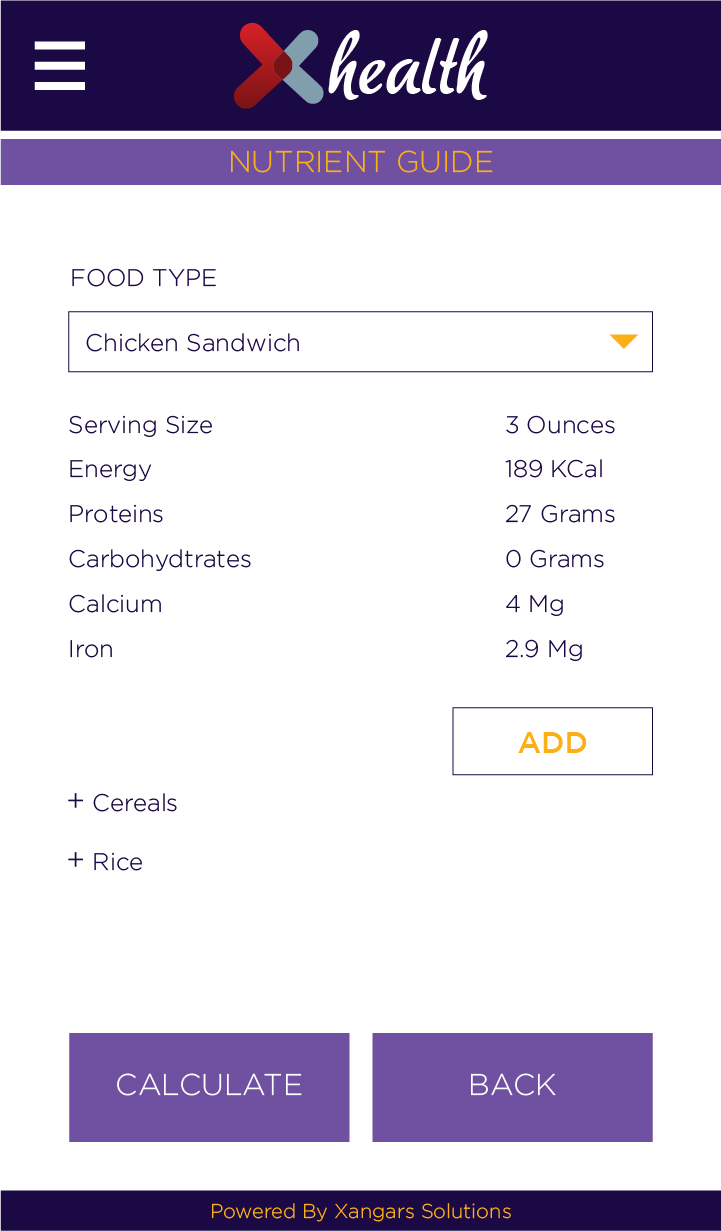 health
NUTRIENT GUIDE
FOOD TYPE
Chicken Sandwich
Serving Size 3 Ounces
Energy 189 KCal
Proteins 27 Grams
Carbohydtrates 0 Grams
Calcium 4 Mg
Iron 2.9 Mg
ADD
+ Cereals
+ Rice
CALCULATE BACK
Powered By Xangars Solutions